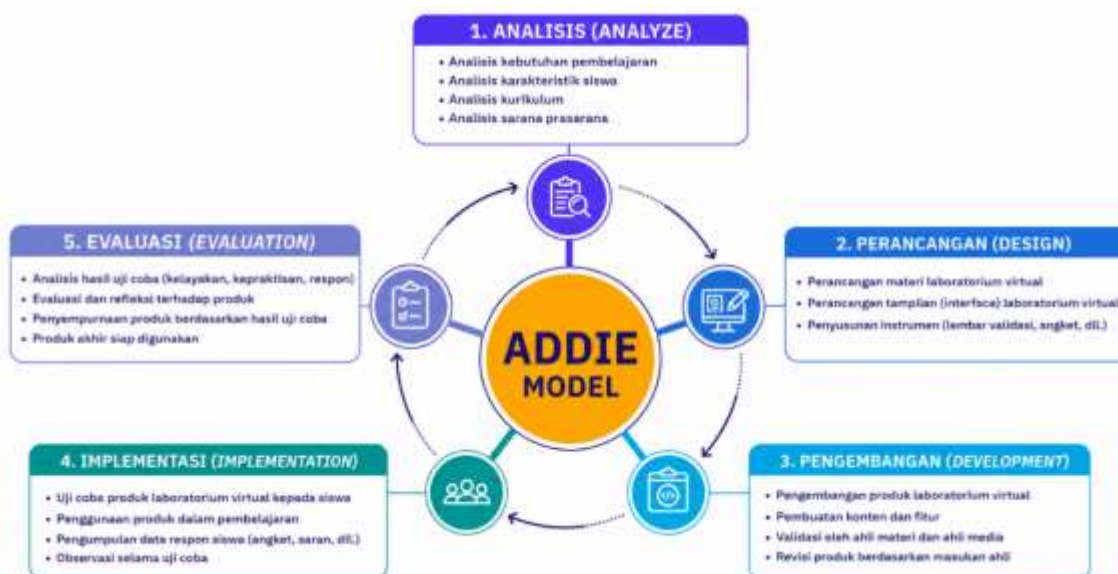 1. ANALISIS (ANALYZE)
• Analisis kebutuhan pembelajaran
• Analisis karakteristik siswa
• Analisis kurikulum
• Analisis sarana prasarana
2. PERANCANGAN (DESIGN)
• Perancangan materi laboratorium virtual
• Perancangan tampilan (interface) laboratorium virtual
• Penyusunan instrumen (lembar validasi, angket, dll.)
3. PENGEMBANGAN (DEVELOPMENT)
• Pengembangan produk laboratorium virtual
• Pembuatan konten dan fitur
• Validasi oleh ahli materi dan ahli media
• Revisi produk berdasarkan masukan ahli
4. IMPLEMENTASI (IMPLEMENTATION)
• Uji coba produk laboratorium virtual kepada siswa
• Penggunaan produk dalam pembelajaran
• Pengumpulan data respon siswa (angket, saran, dll.)
• Observasi selama uji coba
5. EVALUASI (EVALUATION)
• Analisis hasil uji coba (kelayakan, kepraktisan, respon)
• Evaluasi dan refleksi terhadap produk
• Penyempurnaan produk berdasarkan hasil uji coba
• Produk akhir siap digunakan
ADDIE
MODEL